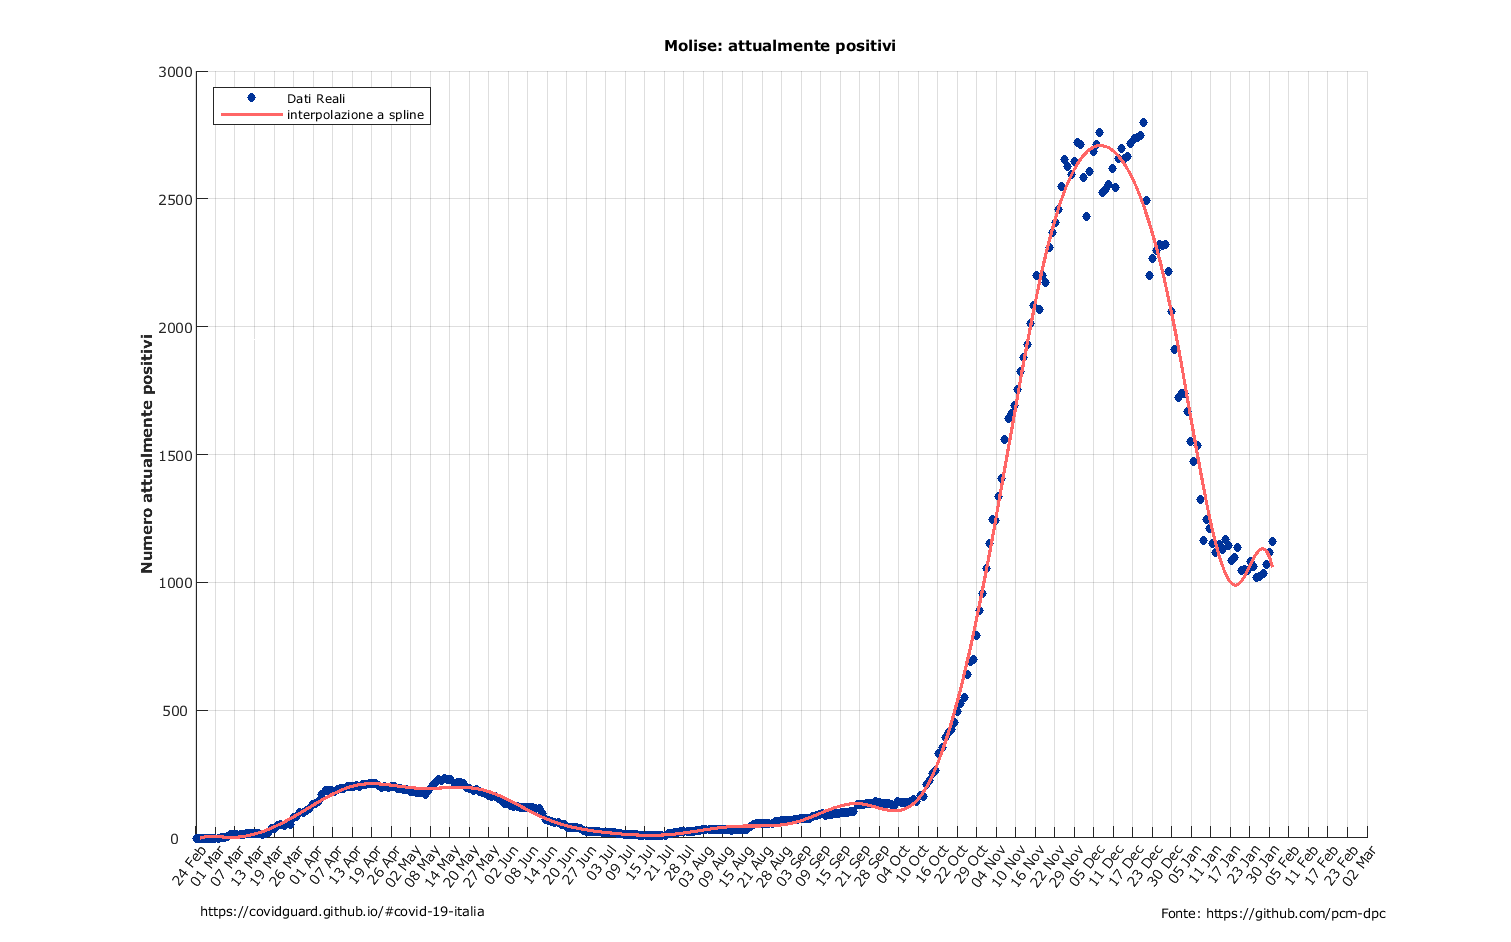 Molise: attualmente positivi
3000
2500
2000
1500
1000
500
0
Numero attualmente positivi
Dati Reali
interpolazione a spline
24 Feb
01 Mar
07 Mar
13 Mar
19 Mar
26 Mar
01 Apr
07 Apr
13 Apr
19 Apr
26 Apr
02 May
08 May
14 May
20 May
27 May
02 Jun
08 Jun
14 Jun
20 Jun
27 Jun
03 Jul
09 Jul
15 Jul
21 Jul
28 Jul
03 Aug
09 Aug
15 Aug
21 Aug
28 Aug
03 Sep
09 Sep
15 Sep
21 Sep
28 Sep
04 Oct
10 Oct
16 Oct
22 Oct
29 Oct
04 Nov
10 Nov
16 Nov
22 Nov
29 Nov
05 Dec
11 Dec
17 Dec
23 Dec
30 Dec
05 Jan
11 Jan
17 Jan
23 Jan
30 Jan
05 Feb
11 Feb
17 Feb
23 Feb
02 Mar
https://covidguard.github.io/#covid-19-italia
Fonte: https://github.com/pcm-dpc